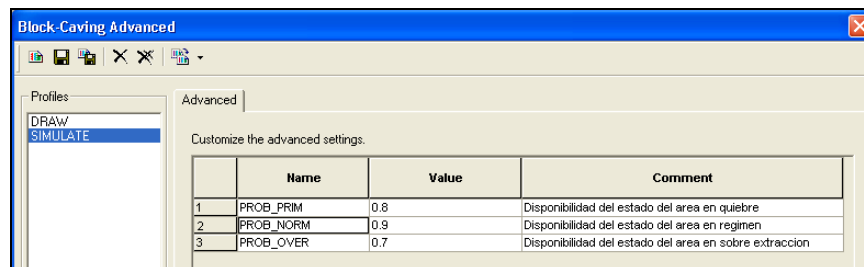 Block-Caving Advanced
Profiles
DRAW
SIMULATE
Advanced
Customize the advanced settings.
Name Value Comment
1 PROB_PRIM 0.8 Disponibilidad del estado del area en quiebre
2 PROB_NORM 0.9 Disponibilidad del estado del area en regimen
3 PROB_OVER 0.7 Disponibilidad del estado del area en sobre extraccion